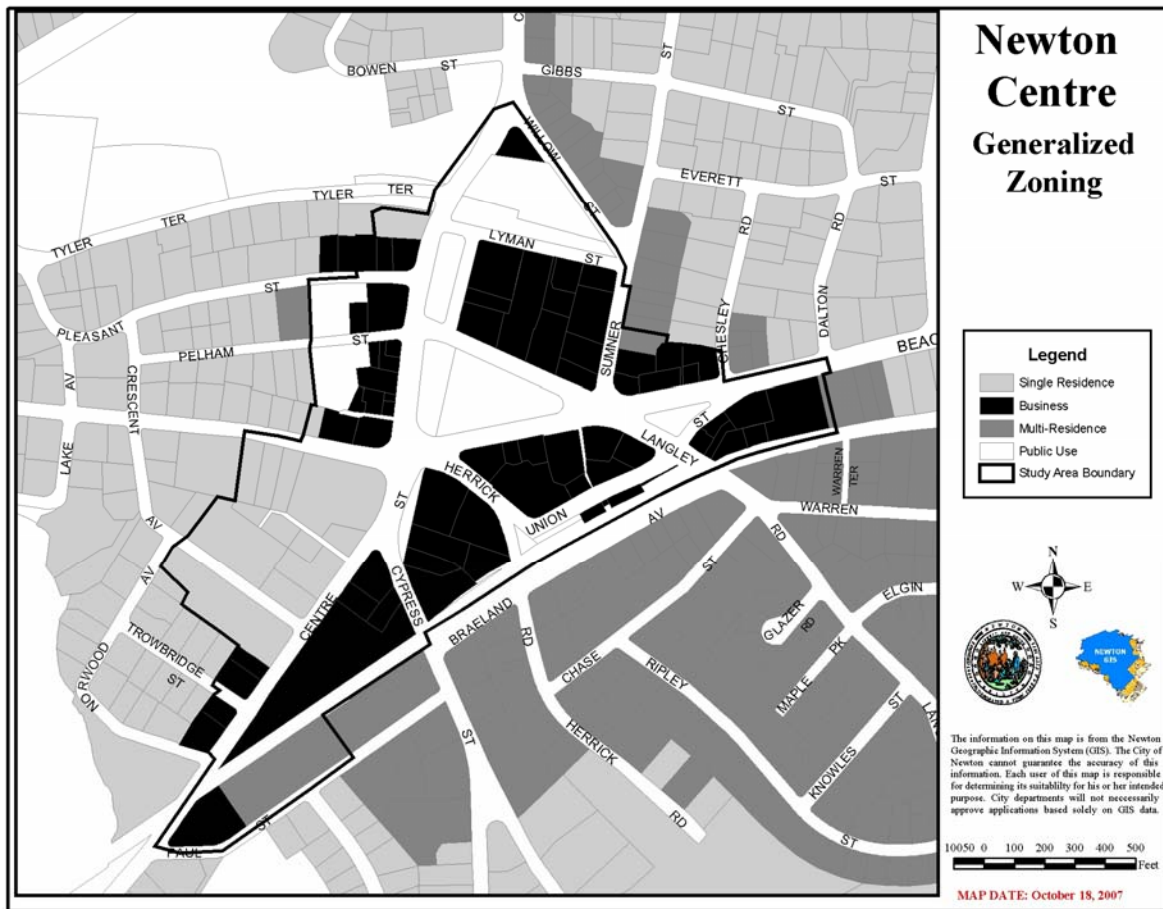 Newton
Centre
Generalized
Zoning
Legend
Single Residence
Business
Multi-Residence
Public Use
Study Area Boundary
N
W E
S
NEWTON
GIS
The information on this map is from the Newton
Geographic Information System (GIS). The City of
Newton cannot guarantee the accuracy of this
information. Each user of this map is responsible
for determining its suitablilty for his or her intended
purpose. City departments will not neccessarily
approve applications based solely on GIS data.
10050 0 100 200 300 400 500
Feet
MAP DATE: October 18, 2007
C
ST
BOWEN ST
GIBBS
ST
WILLOW
ST
EVERETT
ST
TYLER
TER
TYLER TER
RD
RD
LYMAN
ST
ST
PLEASANT
CHESLEY
DALTON
PELHAM
ST
SUMNER
BEAC
AV
CRESCENT
LAKE
LANGLEY
ST
HERRICK
ST
UNION
AV
WARREN
TER
WARREN
AV
AV
RD
ST
CENTRE
CYPRESS
BRAELAND
RD
GLAZER
RD
ELGIN
TROWBRIDGE
ST
NORWOOD
CHASE
RIPLEY
MAPLE
PK
ST
KNOWLES
LAN
ST
HERRICK
RD
ST
ST
PAUL